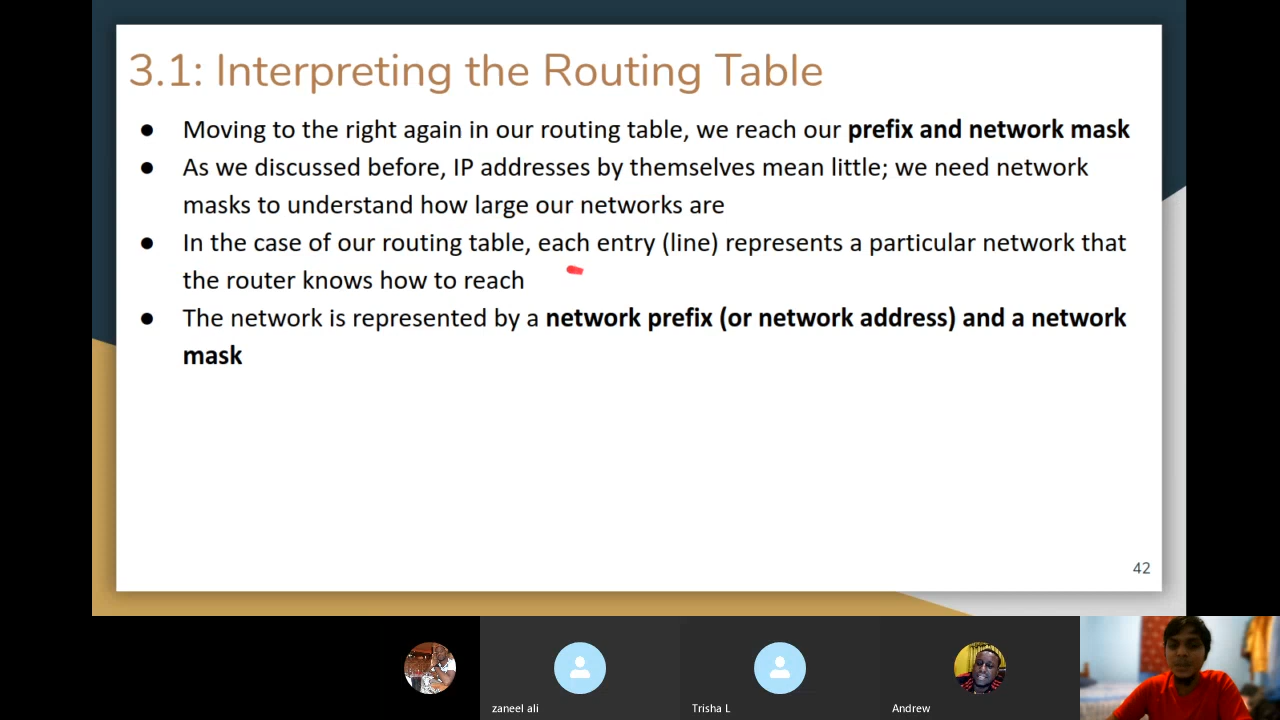 3.1: Interpreting the Routing Table
● Moving to the right again in our routing table, we reach our prefix and network mask
● As we discussed before, IP addresses by themselves mean little; we need network
masks to understand how large our networks are
● In the case of our routing table, each entry (line) represents a particular network that
the router knows how to reach
● The network is represented by a network prefix (or network address) and a network
mask
42
zaneel ali
Trisha L
Andrew